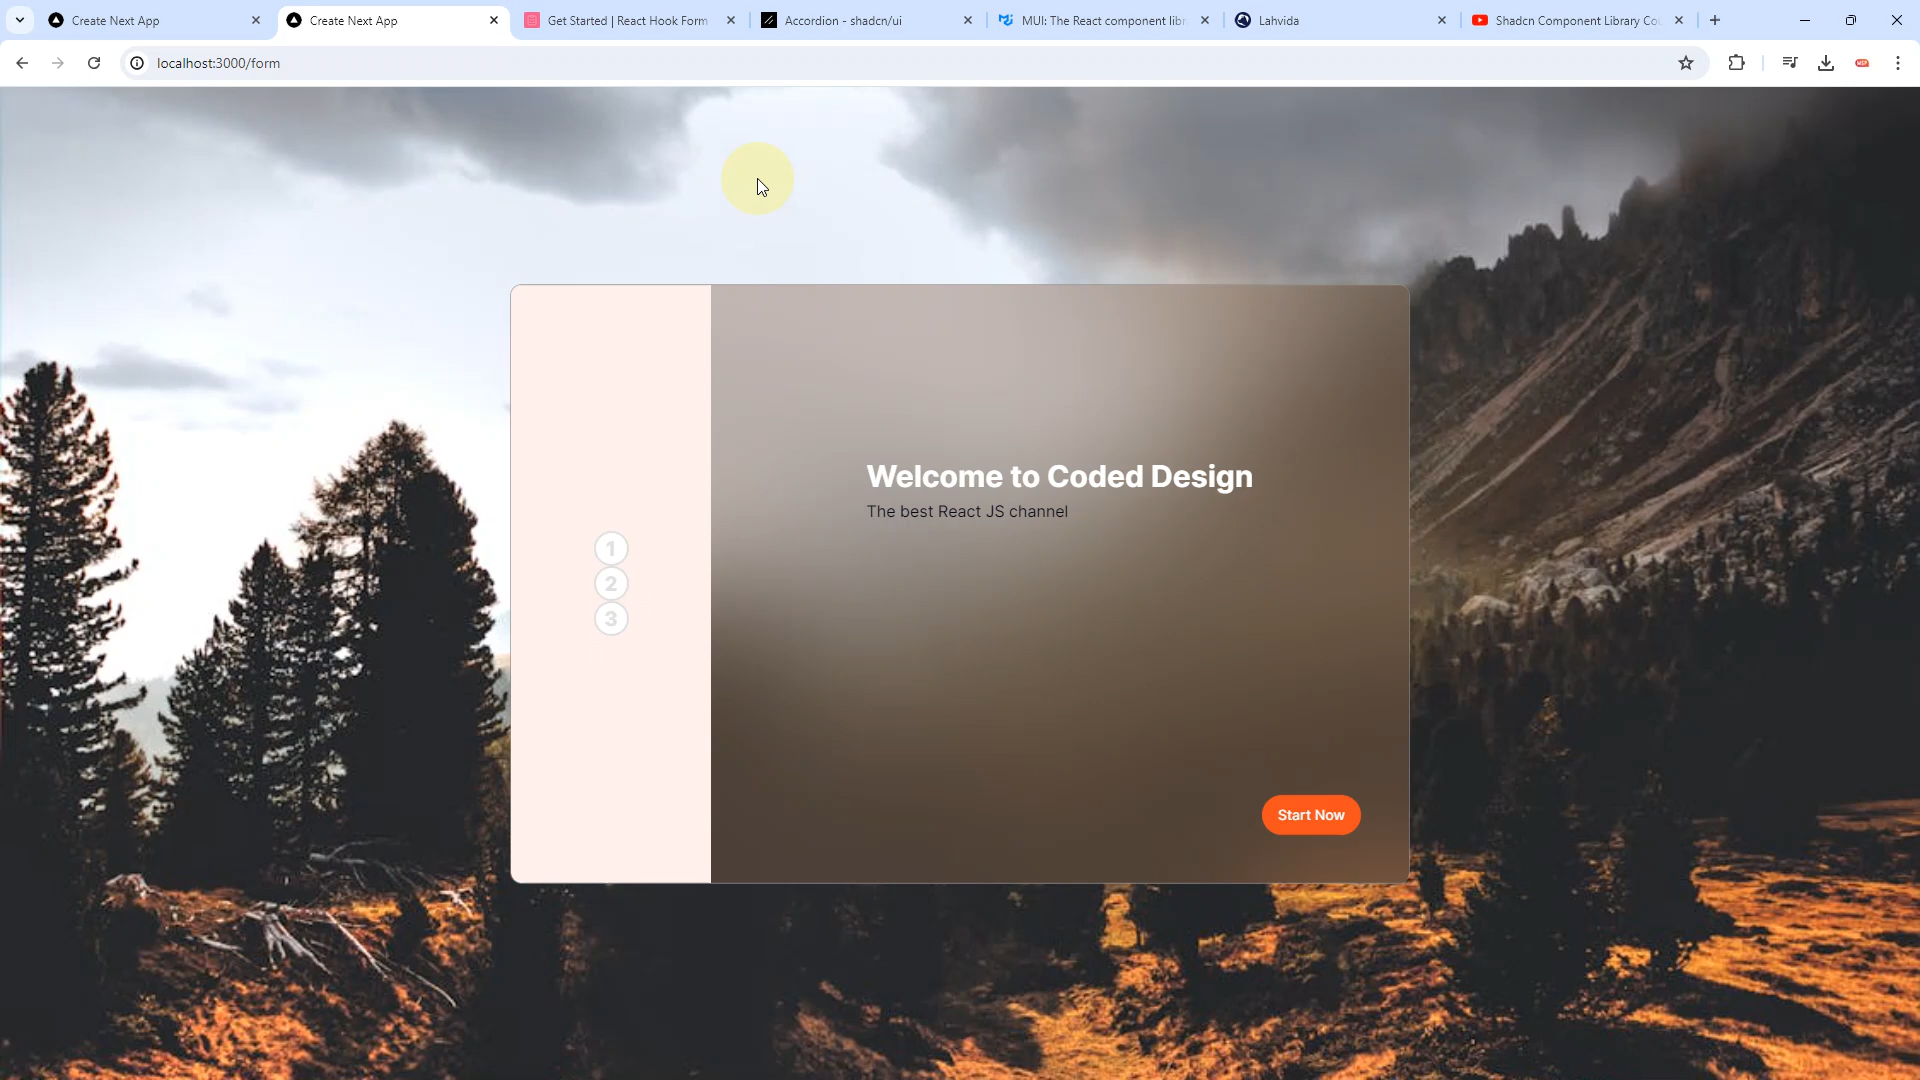 Create Next App
Create Next App
Get Started | React Hook Form
Accordion - shadcn/ui
MUI: The React component
Lahvida
Shadcn Component Library
localhost:3000/form
Welcome to Coded Design
The best React JS channel
1
2
3
Start Now